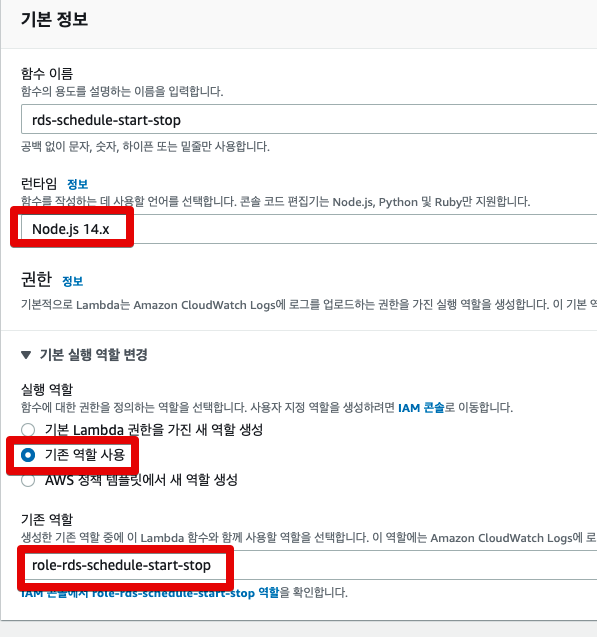 기본 정보
함수 이름
함수의 용도를 설명하는 이름을 입력합니다.
rds-schedule-start-stop
공백 없이 문자, 숫자, 하이픈 또는 밑줄만 사용합니다.
런타임 정보
함수를 작성하는 데 사용할 언어를 선택합니다. 콘솔 코드 편집기는 Node.js, Python 및 Ruby만 지원합니다.
Node.js 14.x
권한 정보
기본적으로 Lambda는 Amazon CloudWatch Logs에 로그를 업로드하는 권한을 가진 실행 역할을 생성합니다. 이 기본 역
▼ 기본 실행 역할 변경
실행 역할
함수에 대한 권한을 정의하는 역할을 선택합니다. 사용자 지정 역할을 생성하려면 IAM 콘솔로 이동합니다.
기본 Lambda 권한을 가진 새 역할 생성
기존 역할 사용
AWS 정책 템플릿에서 새 역할 생성
기존 역할
생성한 기존 역할 중에 이 Lambda 함수와 함께 사용할 역할을 선택합니다. 이 역할에는 Amazon CloudWatch Logs에 로
role-rds-schedule-start-stop
IAM 콘솔에서 role-rds-schedule-start-stop 역할을 확인합니다.